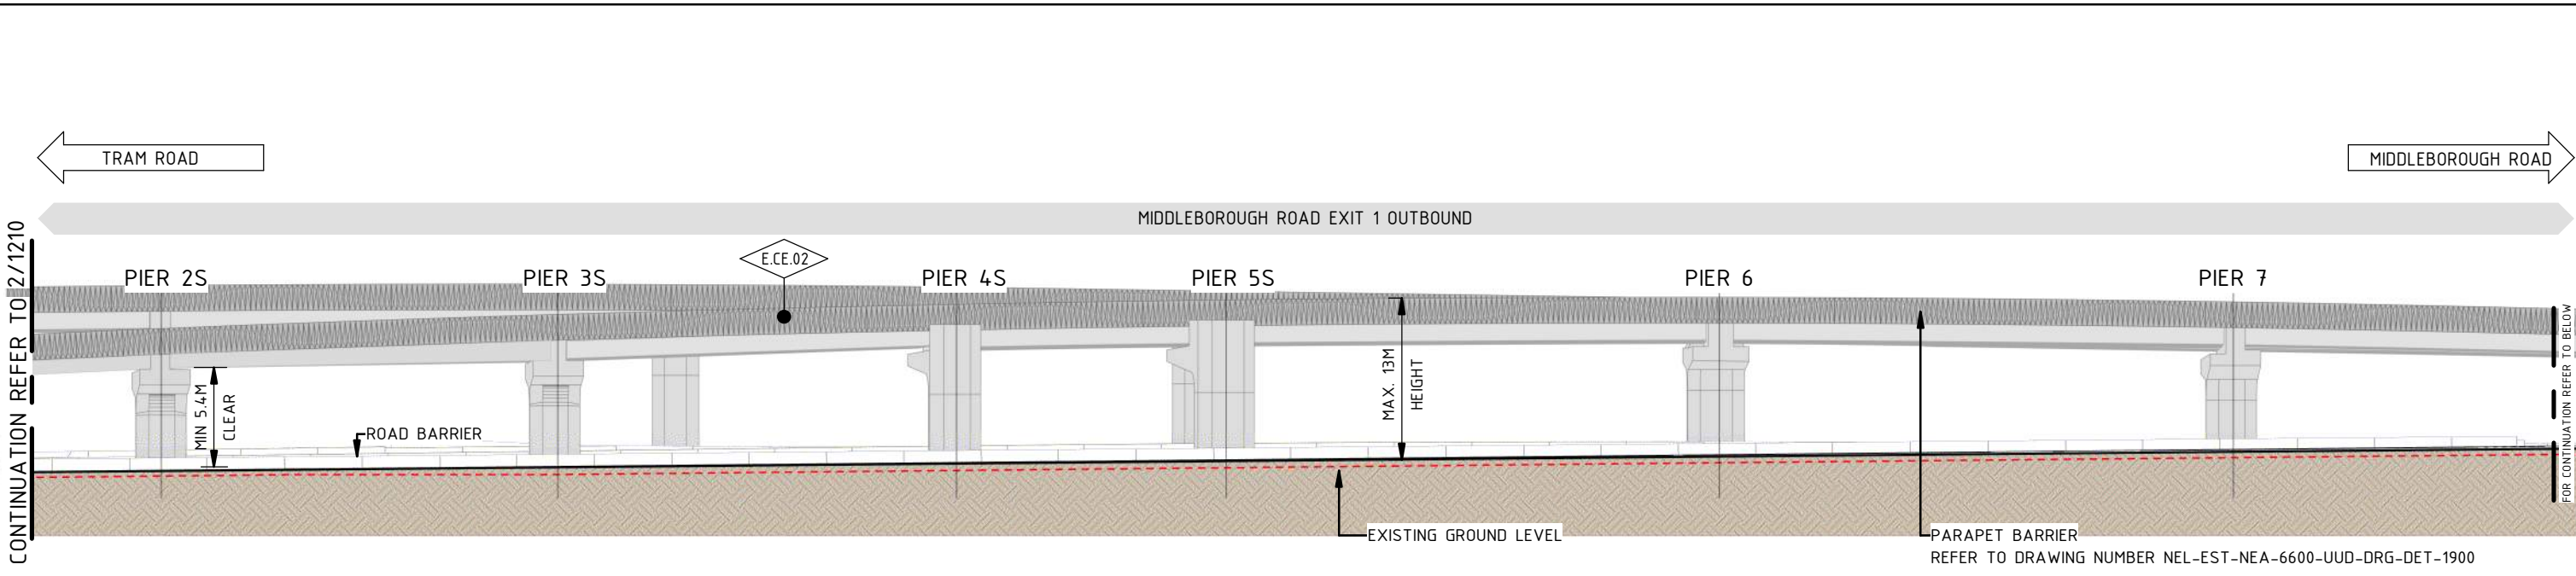 TRAM ROAD
MIDDLEBOROUGH ROAD
MIDDLEBOROUGH ROAD EXIT 1 OUTBOUND
CONTINUATION REFER TO 2/1210
E.CE.02
PIER 2S
PIER 3S
PIER 4S
PIER 5S
PIER 6
PIER 7
MIN 5.4M
CLEAR
ROAD BARRIER
MAX. 13M
HEIGHT
FOR CONTINUATION REFER TO BELOW
EXISTING GROUND LEVEL
PARAPET BARRIER
REFER TO DRAWING NUMBER NEL-EST-NEA-6600-UUD-DRG-DET-1900